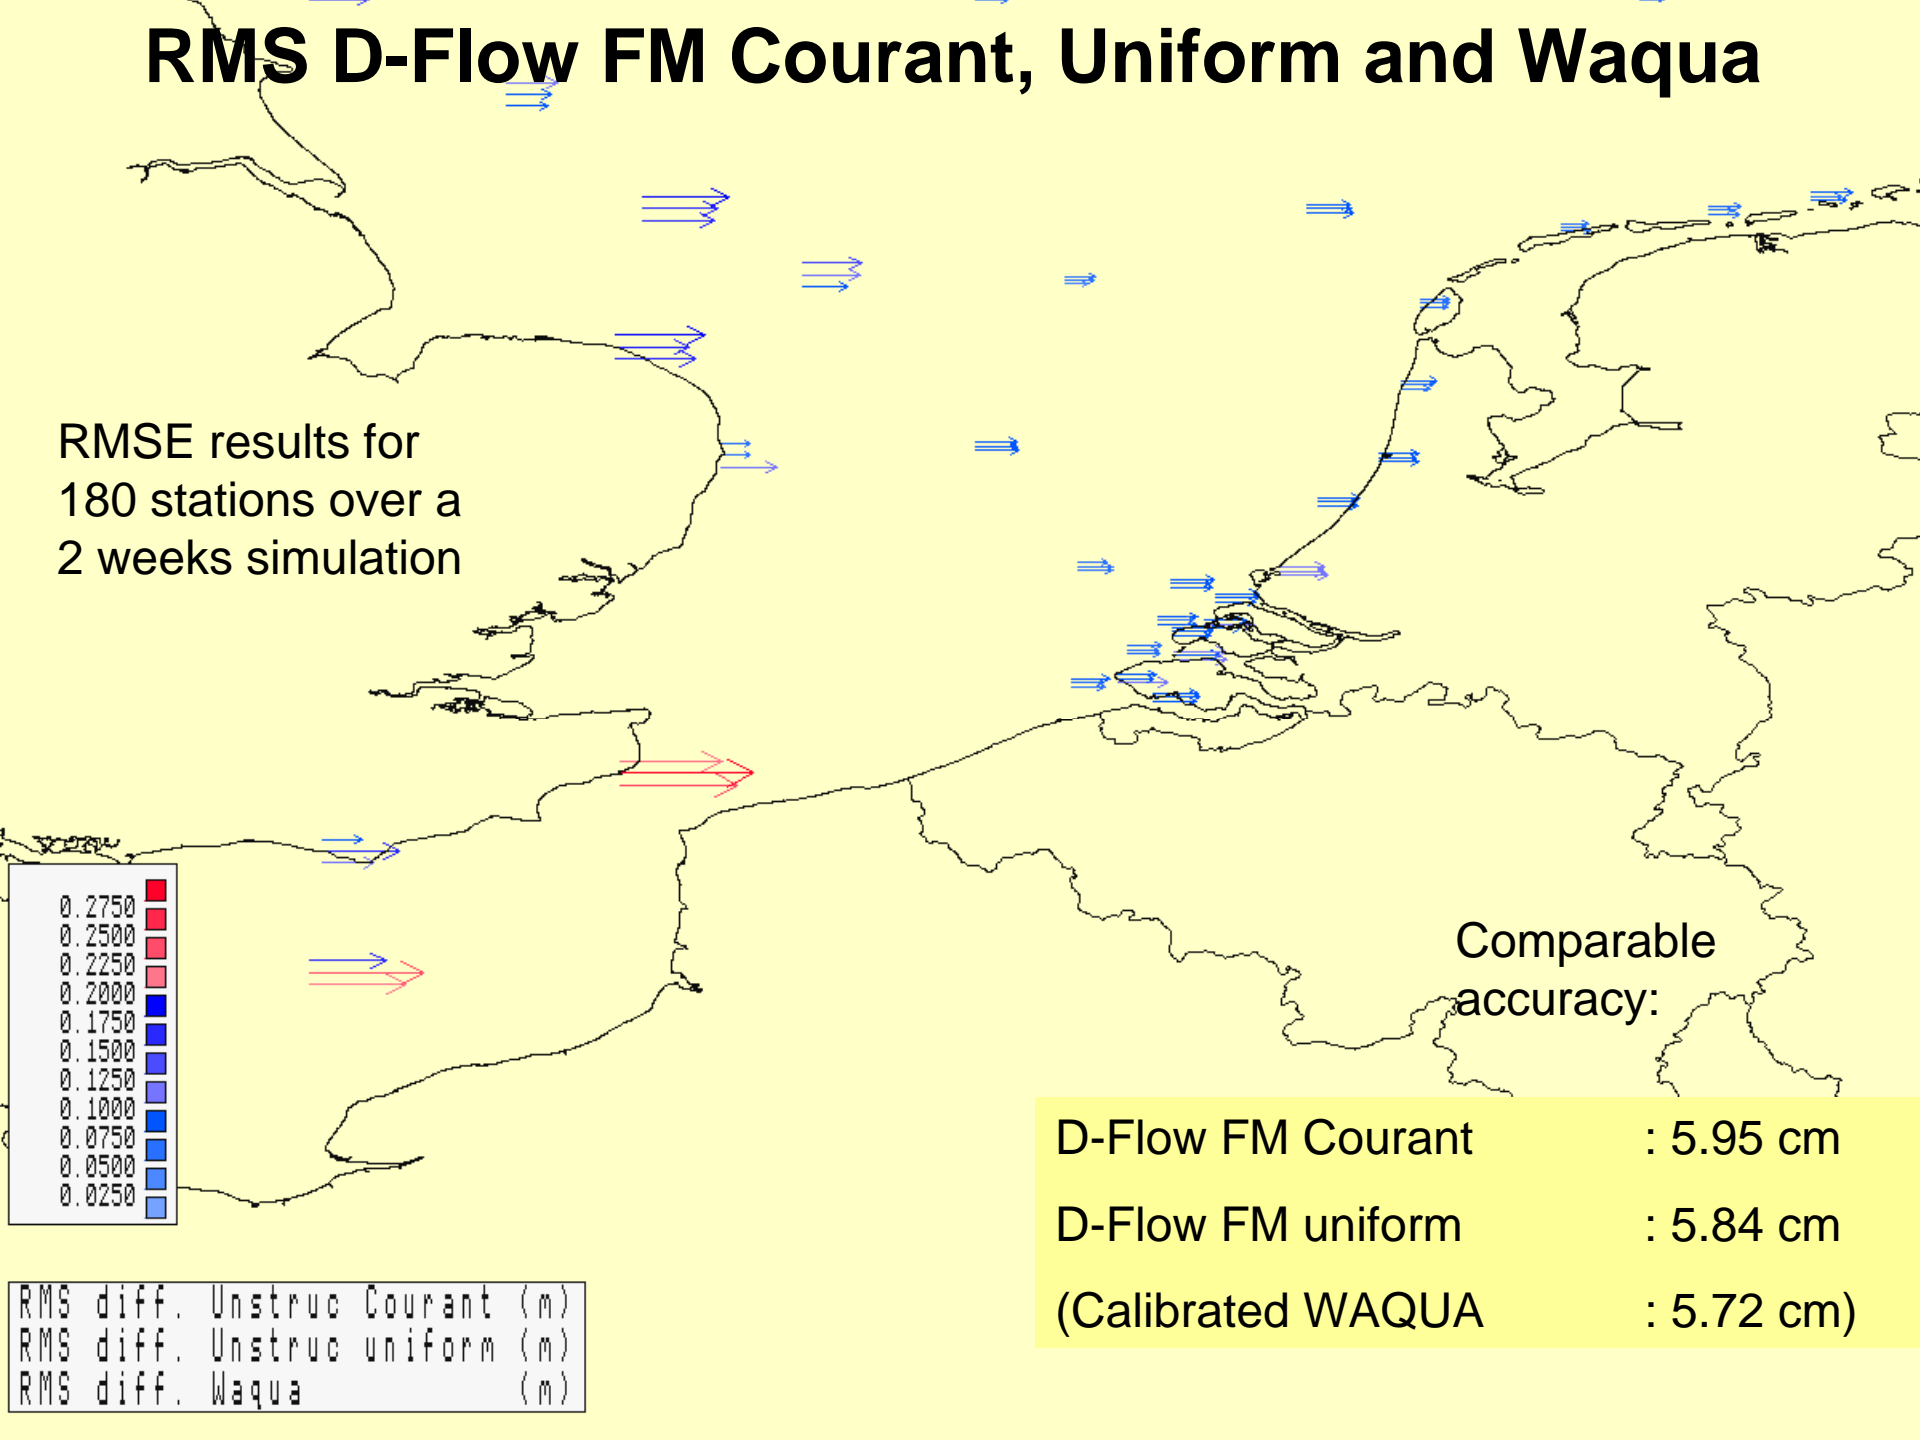 RMS D-Flow FM Courant, Uniform and Waqua
RMSE results for
180 stations over a
2 weeks simulation
0.2750
0.2500
0.2250
0.2000
0.1750
0.1500
0.1250
0.1000
0.0750
0.0500
0.0250
Comparable
accuracy:
D-Flow FM Courant : 5.95 cm
D-Flow FM uniform : 5.84 cm
(Calibrated WAQUA : 5.72 cm)
RMS diff. Unstruc Courant (m)
RMS diff. Unstruc uniform (m)
RMS diff. Waqua (m)